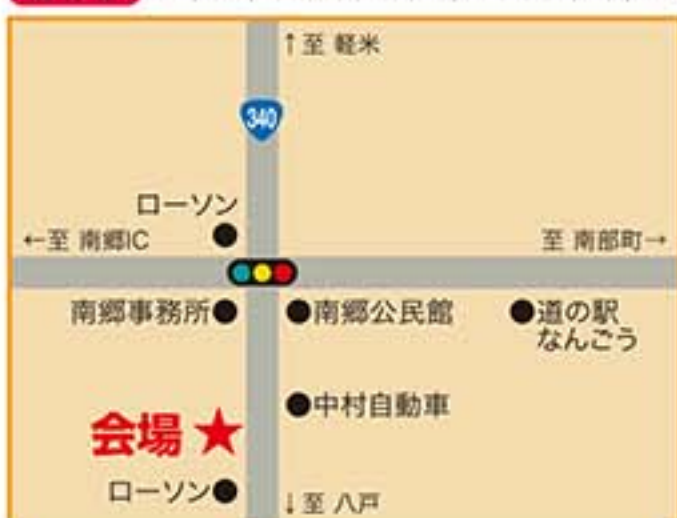 ↑至 軽米
340
ローソン
←至 南郷IC
至 南部町→
南郷事務所●
●南郷公民館
●道の駅
なんごう
●中村自動車
会場 ★
ローソン●
↓至 八戸